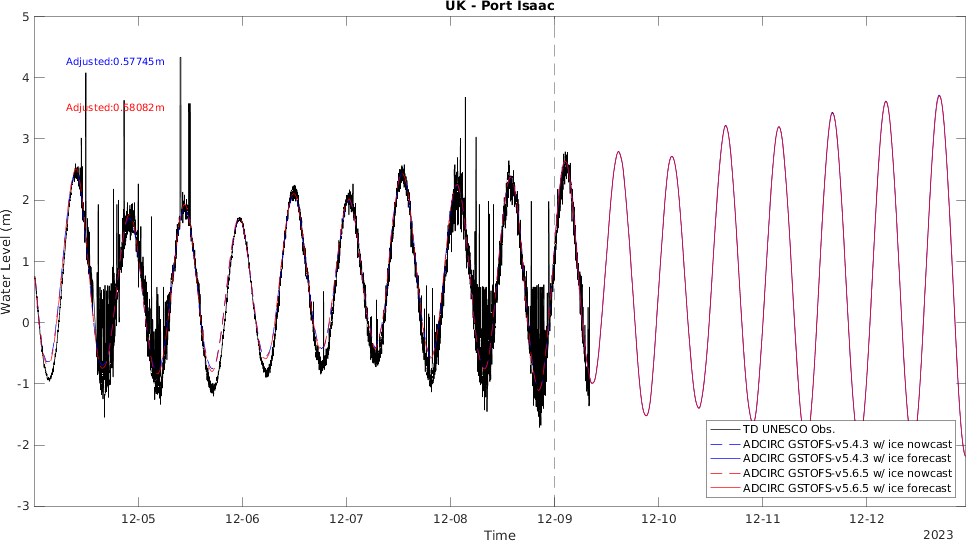 UK - Port Isaac
Water Level (m)
5
4
3
2
1
0
-1
-2
-3
Adjusted:0.57745m
Adjusted:0.68082m
TD UNESCO Obs.
ADCIRC GSTOFS-v5.4.3 w/ ice nowcast
ADCIRC GSTOFS-v5.4.3 w/ ice forecast
ADCIRC GSTOFS-v5.6.5 w/ ice nowcast
ADCIRC GSTOFS-v5.6.5 w/ ice forecast
12-05 12-06 12-07 12-08 12-09 12-10 12-11 12-12
Time
2023